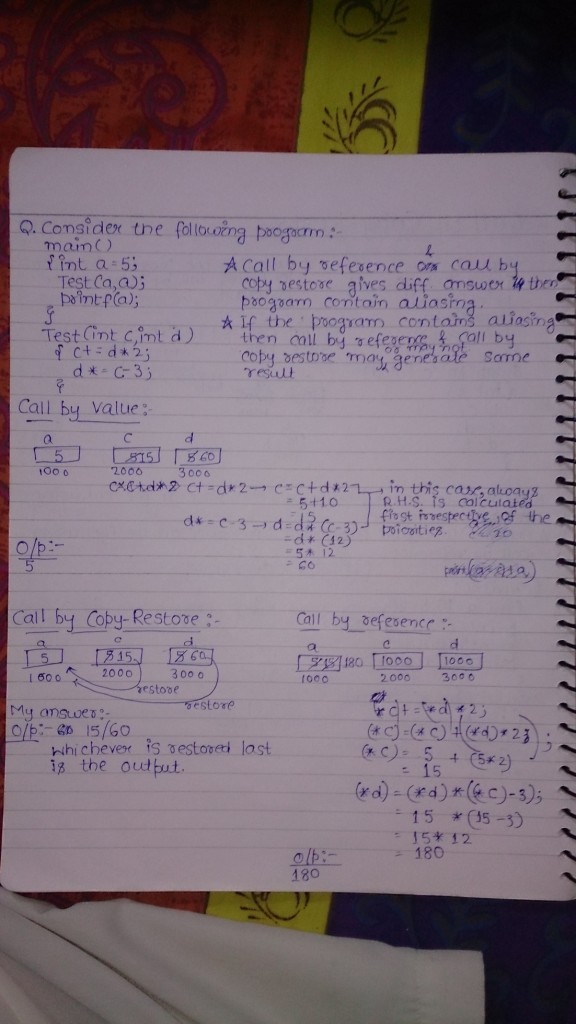 Q. Consider the following program:-
main()
{ int a=5;
Test(a,a);
printf(a);
}
Test(int c, int d)
{ c+ = d*2;
d* = c-3;
}
★ Call by reference & call by
copy restore gives diff. answer then
program contain aliasing.
★ If the program contains aliasing
then call by reference & call by
copy restore may or may not generate same
result
Call by Value:-
a c d
5 5 15 5 60
1000 2000 3000
c+ = d*2 → c = c+d*2
= 5+10
= 15
d* = c-3 → d = d* (c-3)
= d* (12)
= 5* 12
= 60
in this case, always
R.H.S. is calculated
first irrespective of the
priorities.
O/p:-
5
Call by Copy-Restore:-
a c d
5 5 15 5 60
1000 2000 3000
restore
restore
My answer:-
O/p:- 15/60
whichever is restored last
is the output.
Call by reference:-
a c d
5 15 180 1000 1000
1000 2000 3000
*c+ = *d *2;
(*c) = (*c) + ((*d)*2);
(*c) = 5 + (5*2)
= 15
(*d) = (*d) * ((*c)-3);
= 15 * (15-3)
= 15* 12
= 180
O/p:-
180